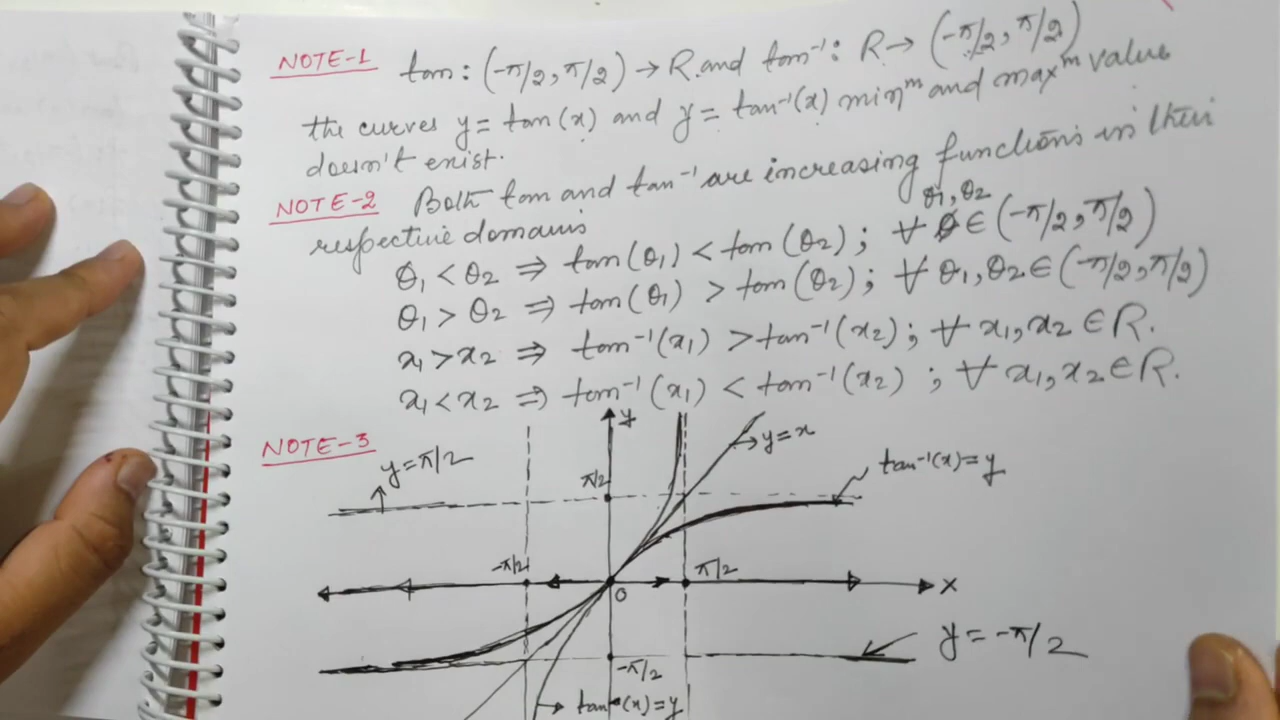 NOTE-1 tan: (-π/2, π/2) → R and tan⁻¹: R → (-π/2, π/2)
the curves y = tan(x) and y = tan⁻¹(x) minᵐ and maxᵐ value
doesn't exist.
NOTE-2 Both tan and tan⁻¹ are increasing functions in their
respective domains
θ1, θ2
θ1 < θ2 ⇒ tan(θ1) < tan(θ2); ∀ θ ∈ (-π/2, π/2)
θ1 > θ2 ⇒ tan(θ1) > tan(θ2); ∀ θ1, θ2 ∈ (-π/2, π/2)
x1 > x2 ⇒ tan⁻¹(x1) > tan⁻¹(x2); ∀ x1, x2 ∈ R.
x1 < x2 ⇒ tan⁻¹(x1) < tan⁻¹(x2); ∀ x1, x2 ∈ R.
NOTE-3
y
y = x
y = π/2
tan⁻¹(x) = y
π/2
-π/2
π/2
O
X
y = -π/2
-π/2
tan (x) = y